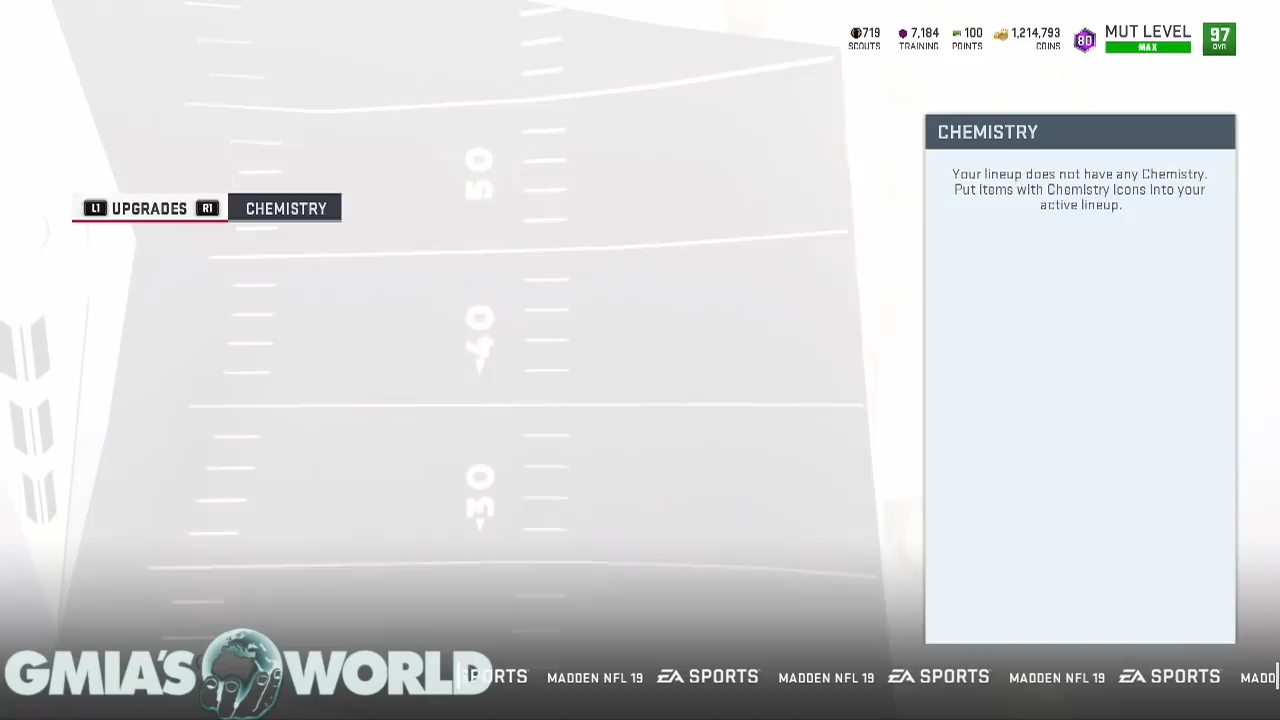 719 SCOUTS
7,184 TRAINING
100 POINTS
1,214,793 COINS
80
MUT LEVEL
MAX
97 OVR
CHEMISTRY
Your lineup does not have any Chemistry.
Put Items with Chemistry Icons into your
active lineup.
L1 UPGRADES R1 CHEMISTRY
50
40
30
GMIA'S WORLD
SPORTS MADDEN NFL 19 EA SPORTS MADDEN NFL 19 EA SPORTS MADDEN NFL 19 EA SPORTS MADD